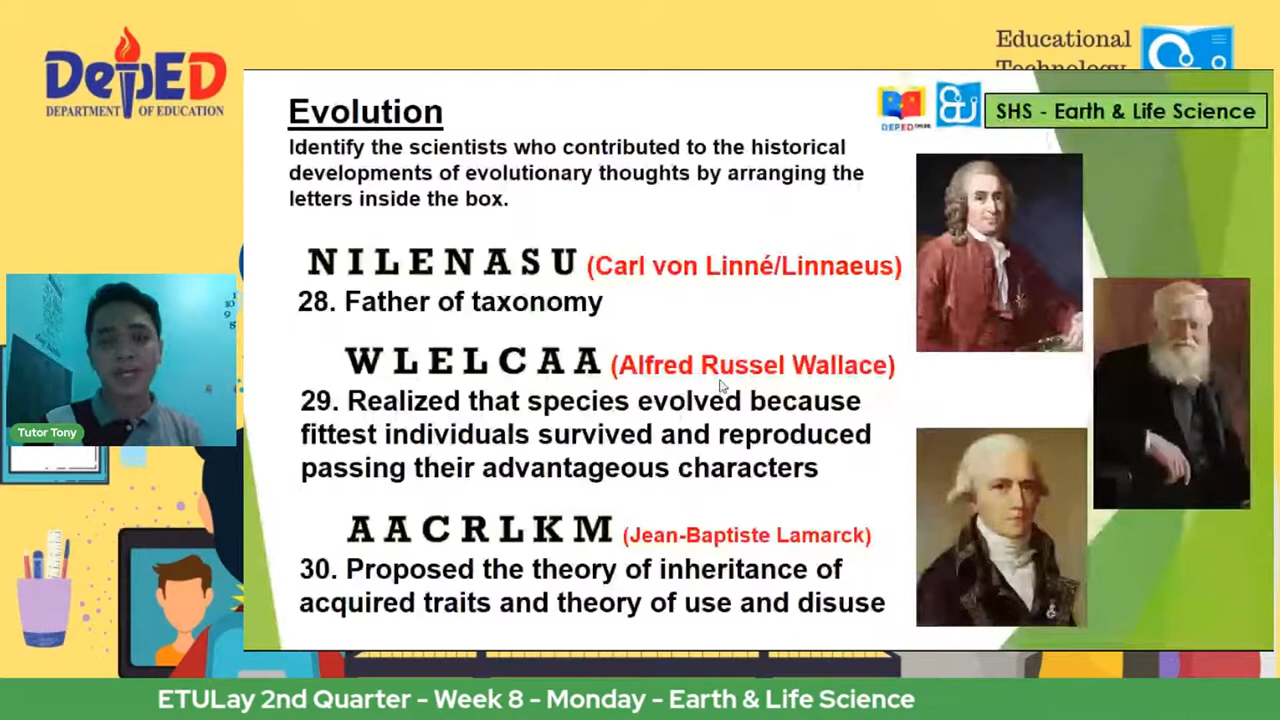 DepED
DEPARTMENT OF EDUCATION
Educational
Technology
Evolution
DEPED
SHS - Earth & Life Science
Identify the scientists who contributed to the historical
developments of evolutionary thoughts by arranging the
letters inside the box.
N I L E N A S U (Carl von Linné/Linnaeus)
28. Father of taxonomy
W L E L C A A (Alfred Russel Wallace)
29. Realized that species evolved because
fittest individuals survived and reproduced
passing their advantageous characters
A A C R L K M (Jean-Baptiste Lamarck)
30. Proposed the theory of inheritance of
acquired traits and theory of use and disuse
Tutor Tony
ETULay 2nd Quarter - Week 8 - Monday - Earth & Life Science